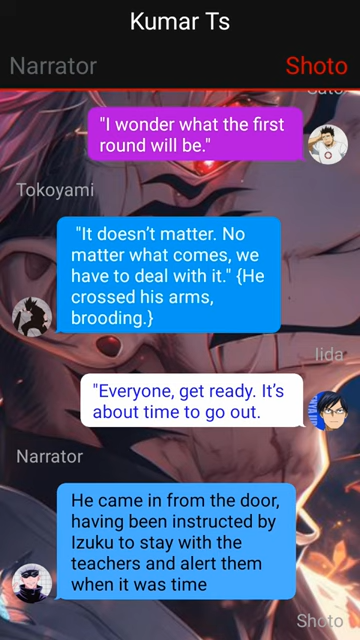 Kumar Ts
Narrator
Shoto
Sato
"I wonder what the first
round will be."
Tokoyami
"It doesn’t matter. No
matter what comes, we
have to deal with it." {He
crossed his arms,
brooding.}
Iida
"Everyone, get ready. It’s
about time to go out.
Narrator
He came in from the door,
having been instructed by
Izuku to stay with the
teachers and alert them
when it was time
Shoto